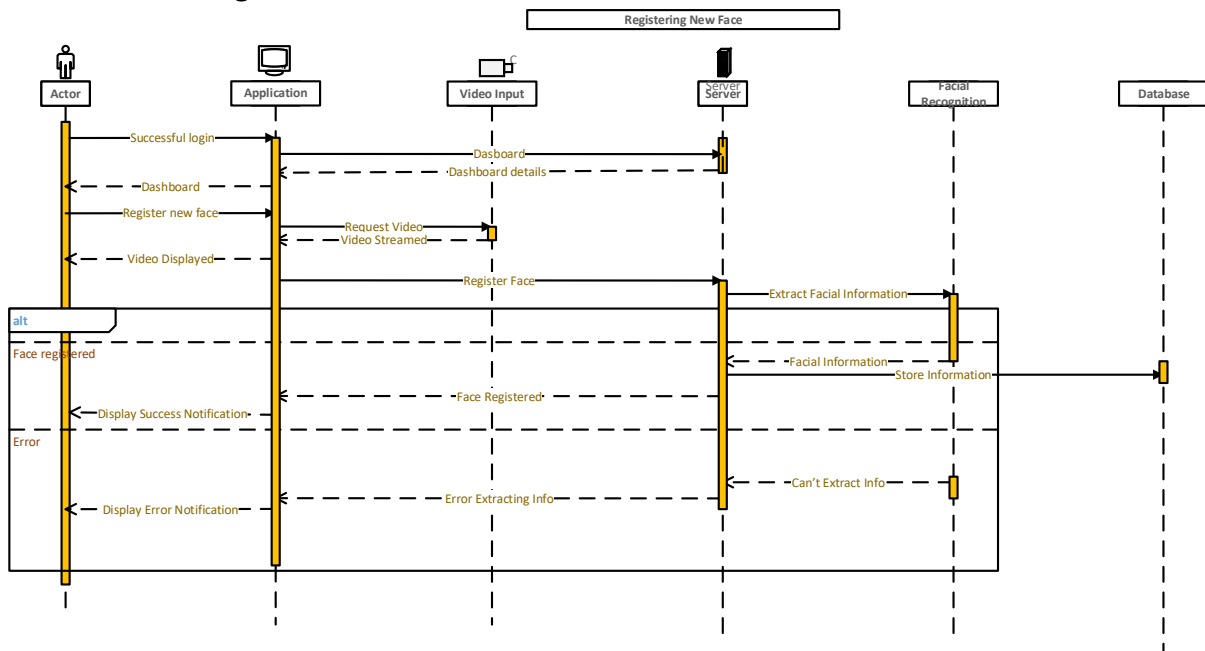 Registering New Face
C
Actor
Application
Video Input
Server
Server
Facial
Recognition
Database
Successful login
Dasboard
Dashboard details
Dashboard
Register new face
Request Video
Video Streamed
Video Displayed
Register Face
Extract Facial Information
alt
Face registered
Facial Information
Store Information
Face Registered
Display Success Notification
Error
Can't Extract Info
Error Extracting Info
Display Error Notification